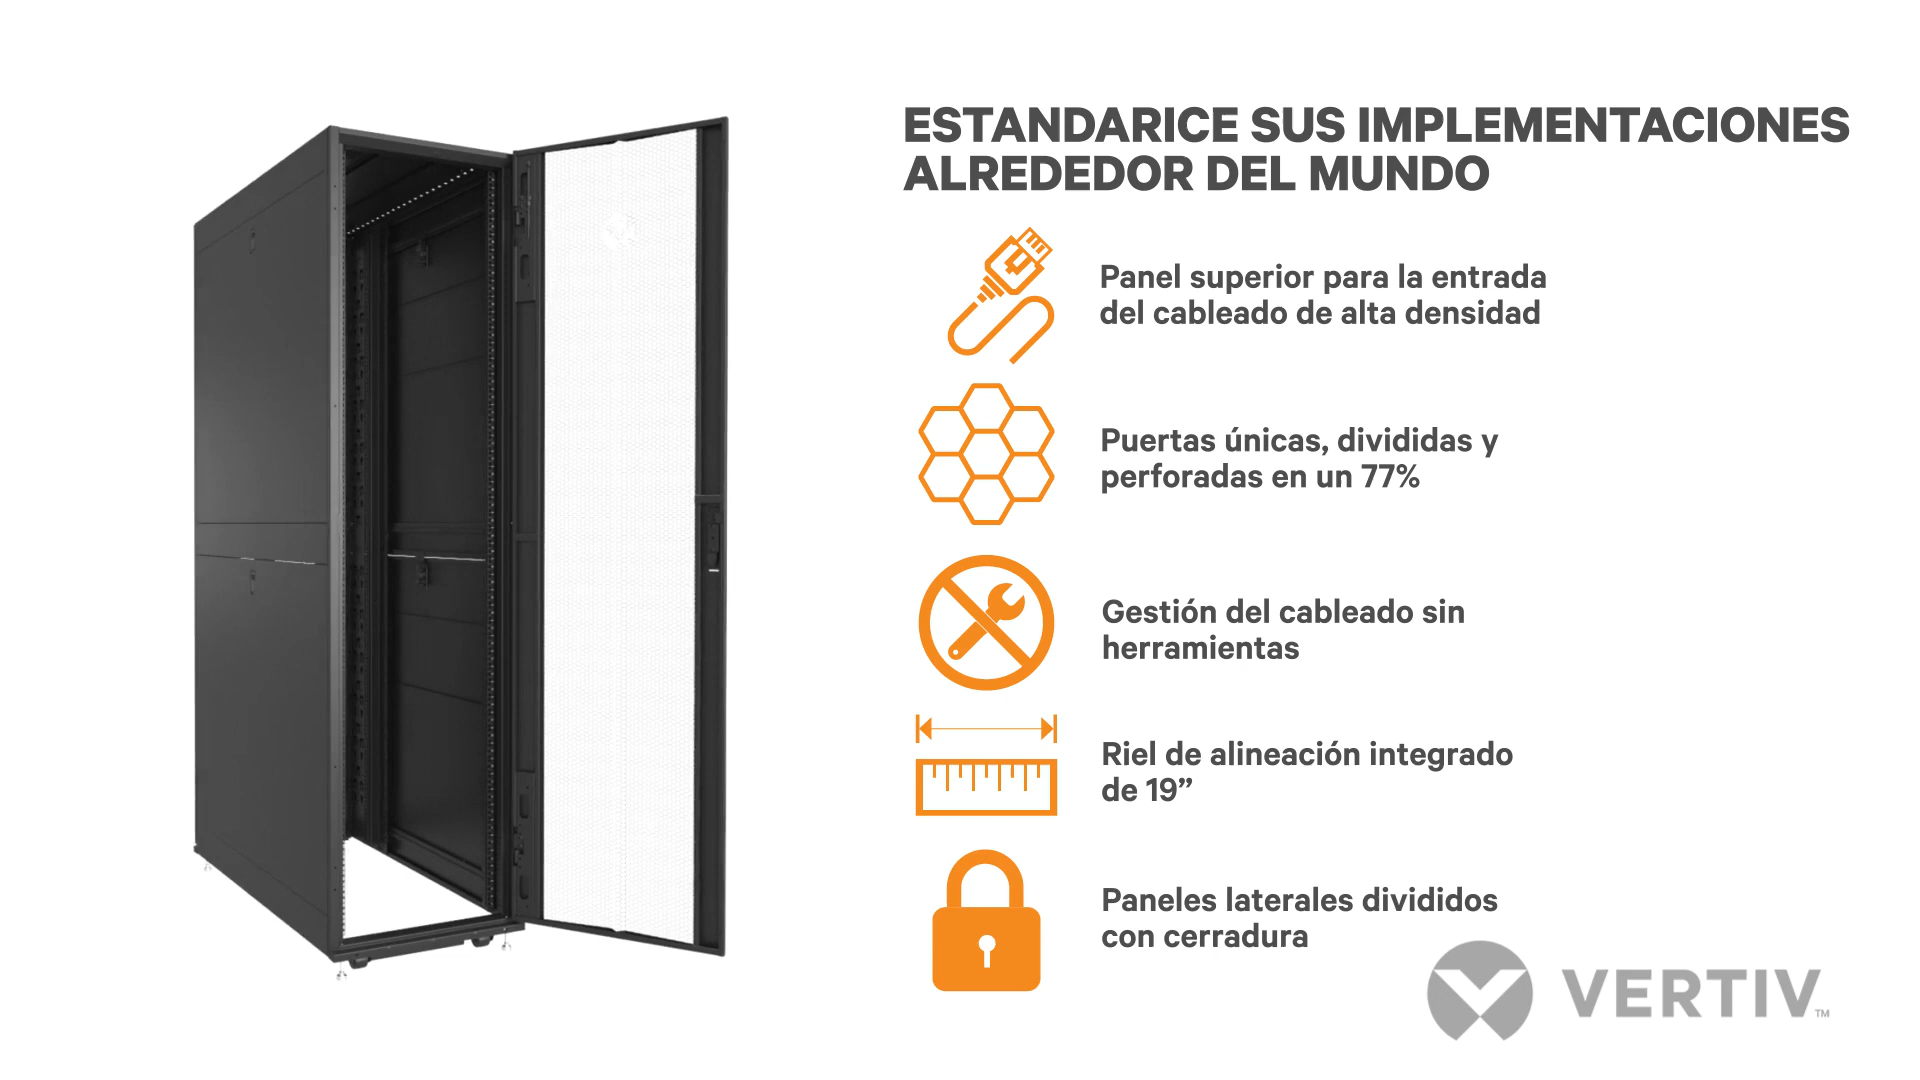 ESTANDARICE SUS IMPLEMENTACIONES
ALREDEDOR DEL MUNDO
Panel superior para la entrada
del cableado de alta densidad
Puertas únicas, divididas y
perforadas en un 77%
Gestión del cableado sin
herramientas
Riel de alineación integrado
de 19”
Paneles laterales divididos
con cerradura
VERTIV™